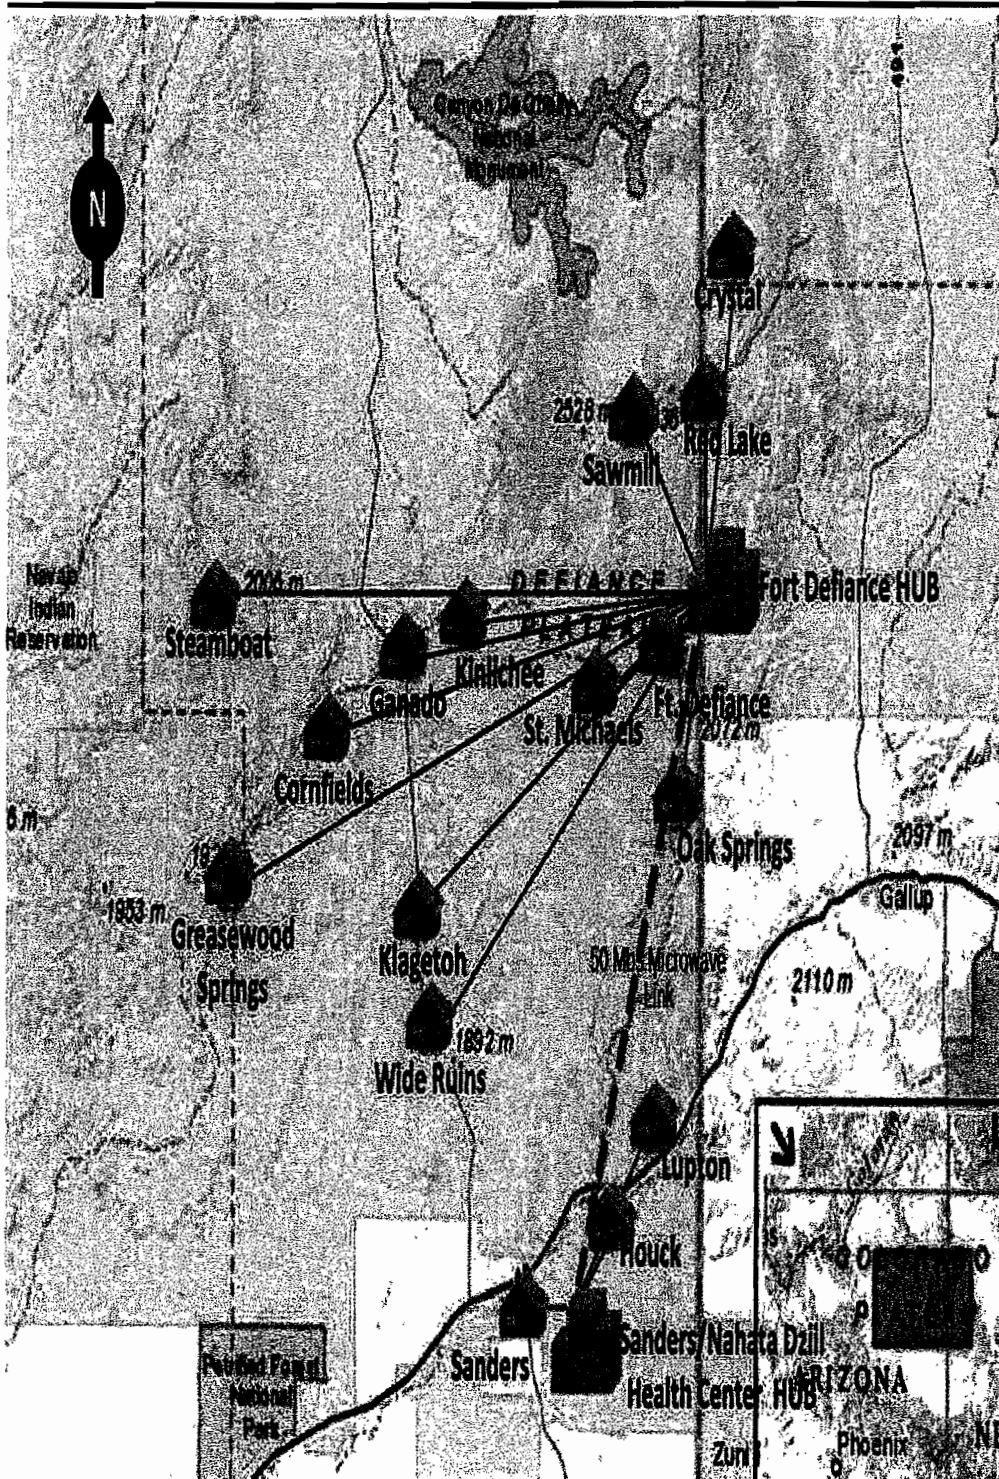 491
Canyon De Chelly
National
Monument
N
Crystal
2528 m
Red Lake
Sawmill
DEFIANCE
Fort Defiance HUB
Navajo
Indian
Reservation
2006 m
Steamboat
Kinlichee
Ganado
Ft. Defiance
St. Michaels
2072 m
Cornfields
6 m
Oak Springs
2097 m
Gallup
1953 m
Greasewood
Springs
Klagetoh
50 Mbs Microwave
Link
2110 m
1892 m
Wide Ruins
Lupton
Houck
Sanders/Nahata Dziil
Health Center HUB
Sanders
Petrified Forest
National
Park
ARIZONA
Phoenix
Zuni